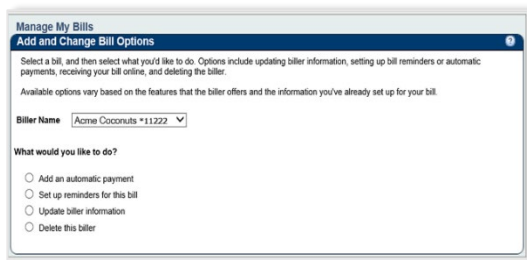 Manage My Bills
Add and Change Bill Options
?
Select a bill, and then select what you'd like to do. Options include updating biller information, setting up bill reminders or automatic
payments, receiving your bill online, and deleting the biller.
Available options vary based on the features that the biller offers and the information you've already set up for your bill.
Biller Name Acme Coconuts *11222
What would you like to do?
Add an automatic payment
Set up reminders for this bill
Update biller information
Delete this biller